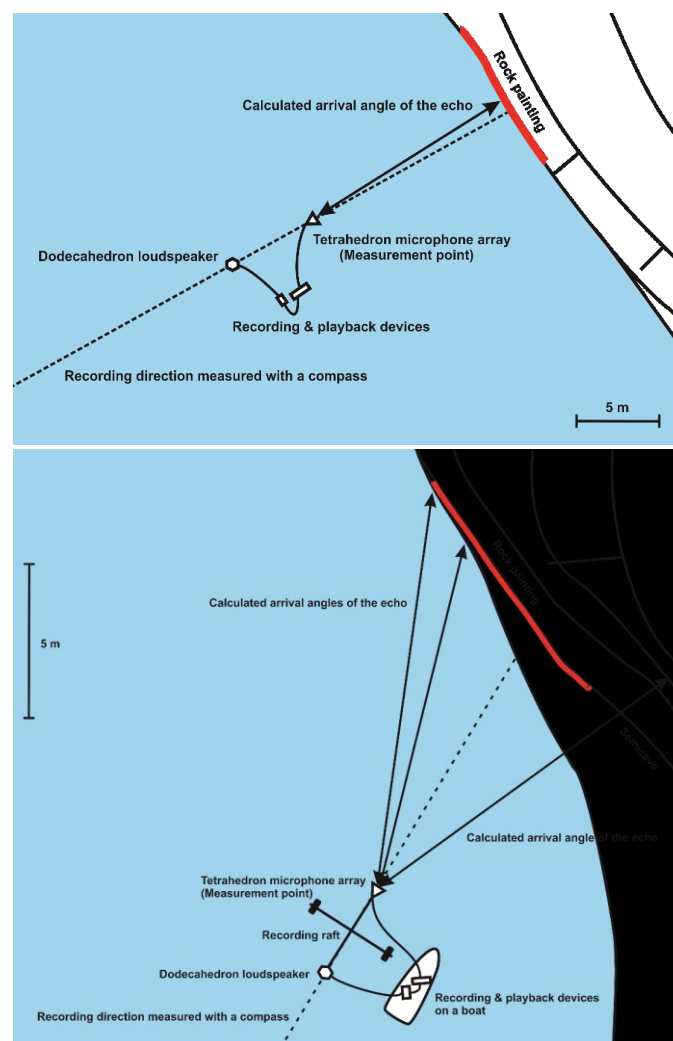 Rock painting
Calculated arrival angle of the echo
Tetrahedron microphone array
(Measurement point)
Dodecahedron loudspeaker
Recording & playback devices
Recording direction measured with a compass
5 m
Rock painting
Calculated arrival angles of the echo
5 m
Semicave
Calculated arrival angle of the echo
Tetrahedron microphone array
(Measurement point)
Recording raft
Dodecahedron loudspeaker
Recording & playback devices
on a boat
Recording direction measured with a compass